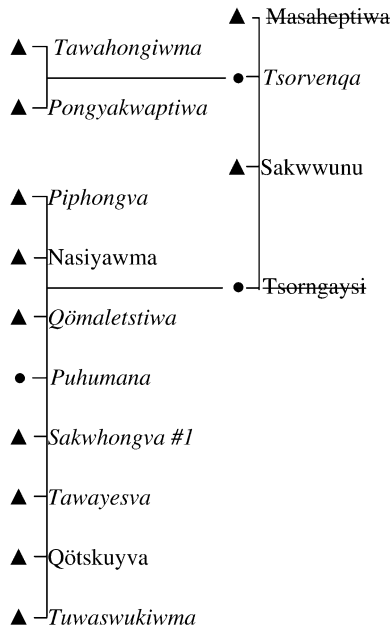 Masaheptiwa
Tawahongiwma
Tsorvenqa
Pongyakwaptiwa
Sakwwunu
Piphongva
Nasiyawma
Tsorngaysi
Qömaletstiwa
Puhumana
Sakwhongva #1
Tawayesva
Qötskuyva
Tuwaswukiwma